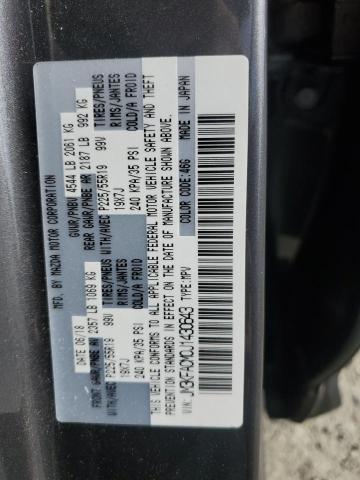 MFD. BY MAZDA MOTOR CORPORATION
DATE 06/18 GVWR/PNBV 4544 LB 2061 KG
FRONT GAWR/PNBE AV 2357 LB 1069 KG REAR GAWR/PNBE AR 2187 LB 992 KG
WITH/AVEC P225/55R19 99V TIRES/PNEUS WITH/AVEC P225/55R19 99V TIRES/PNEUS
19X7J RIMS/JANTES 19X7J RIMS/JANTES
240 KPA/35 PSI COLD/A FROID 240 KPA/35 PSI COLD/A FROID
THIS VEHICLE CONFORMS TO ALL APPLICABLE FEDERAL MOTOR VEHICLE SAFETY AND THEFT
PREVENTION STANDARDS IN EFFECT ON THE DATE OF MANUFACTURE SHOWN ABOVE.
MADE IN JAPAN
COLOR CODE:46G
TYPE:MPV